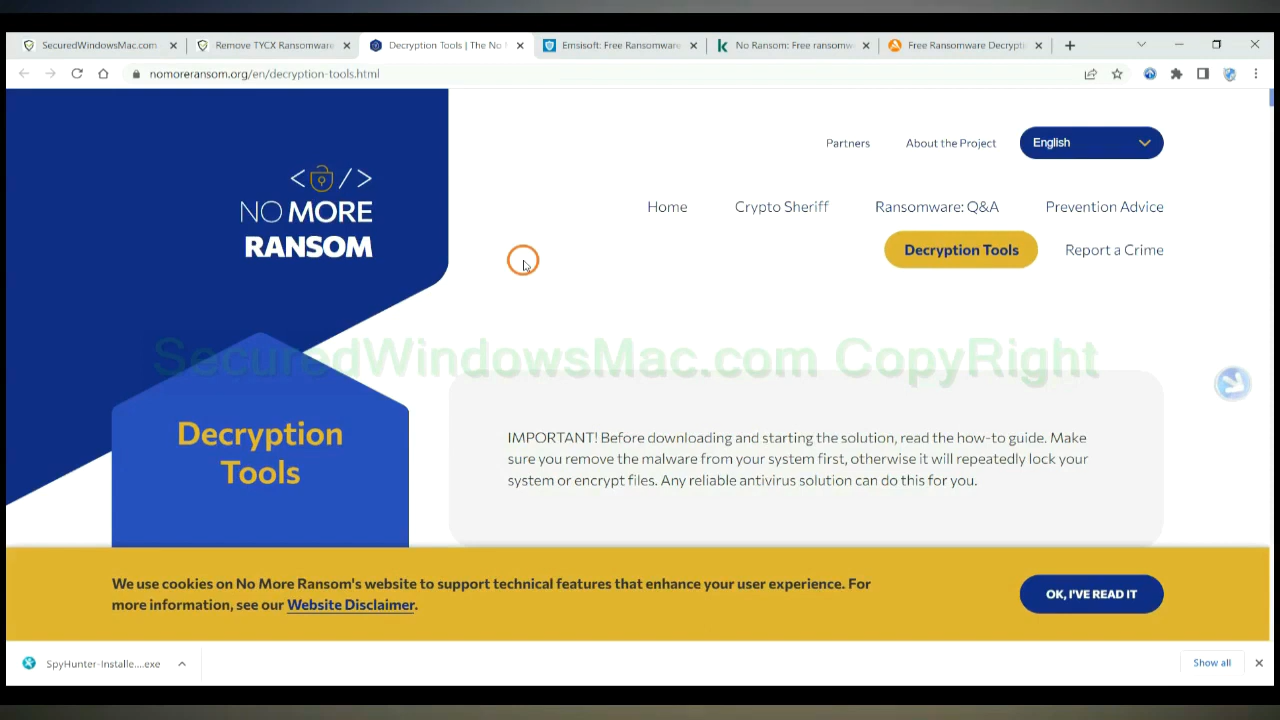 SecuredWindowsMac.com
Remove TYCX Ransomware
Decryption Tools | The No
Emsisoft: Free Ransomware
No Ransom: Free ransomw
Free Ransomware Decrypti
nomoreransom.org/en/decryption-tools.html
Partners
About the Project
English
</>
NO MORE
RANSOM
Home
Crypto Sheriff
Ransomware: Q&A
Prevention Advice
Decryption Tools
Report a Crime
SecuredWindowsMac.com CopyRight
Decryption
Tools
IMPORTANT! Before downloading and starting the solution, read the how-to guide. Make
sure you remove the malware from your system first, otherwise it will repeatedly lock your
system or encrypt files. Any reliable antivirus solution can do this for you.
We use cookies on No More Ransom's website to support technical features that enhance your user experience. For
more information, see our Website Disclaimer.
OK, I'VE READ IT
SpyHunter-Installe....exe
Show all